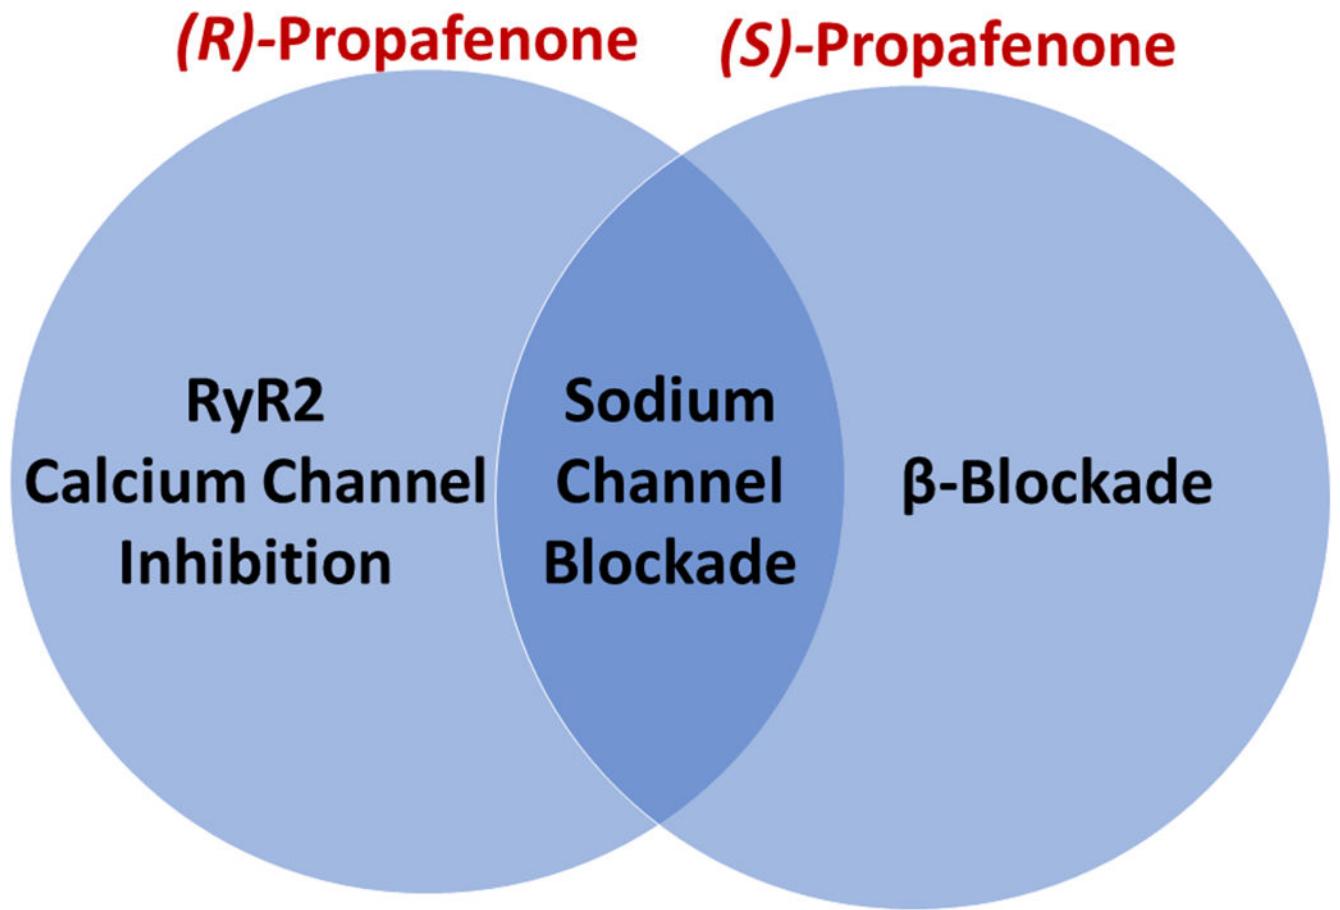 (R)-Propafenone
(S)-Propafenone
RyR2
Calcium Channel
Inhibition
Sodium
Channel
Blockade
β-Blockade